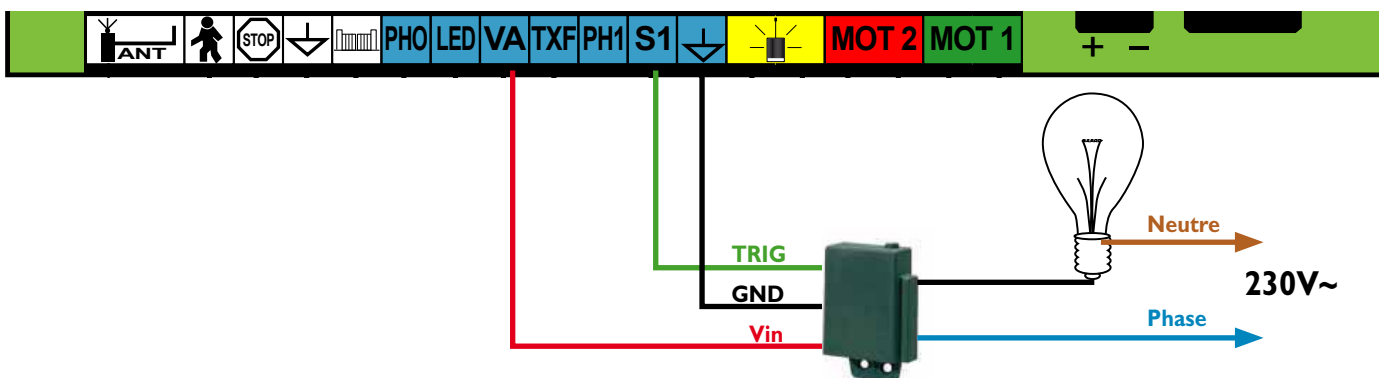 ANT STOP PHO LED VA TXF PH1 S1 MOT 2 MOT 1 + −
Neutre
TRIG
230V~
GND
Phase
Vin